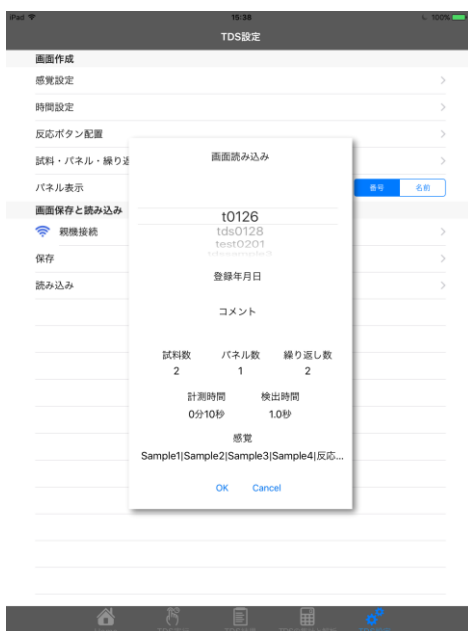 iPad 15:38 100%
TDS設定
画面作成
感覚設定
時間設定
反応ボタン配置
試料・パネル・繰り返
パネル表示 番号 名前
画面保存と読み込み
親機接続
保存
読み込み
画面読み込み
t0126
tds0128
test0201
登録年月日
コメント
試料数 パネル数 繰り返し数
2 1 2
計測時間 検出時間
0分10秒 1.0秒
感覚
Sample1|Sample2|Sample3|Sample4|反応...
OK Cancel